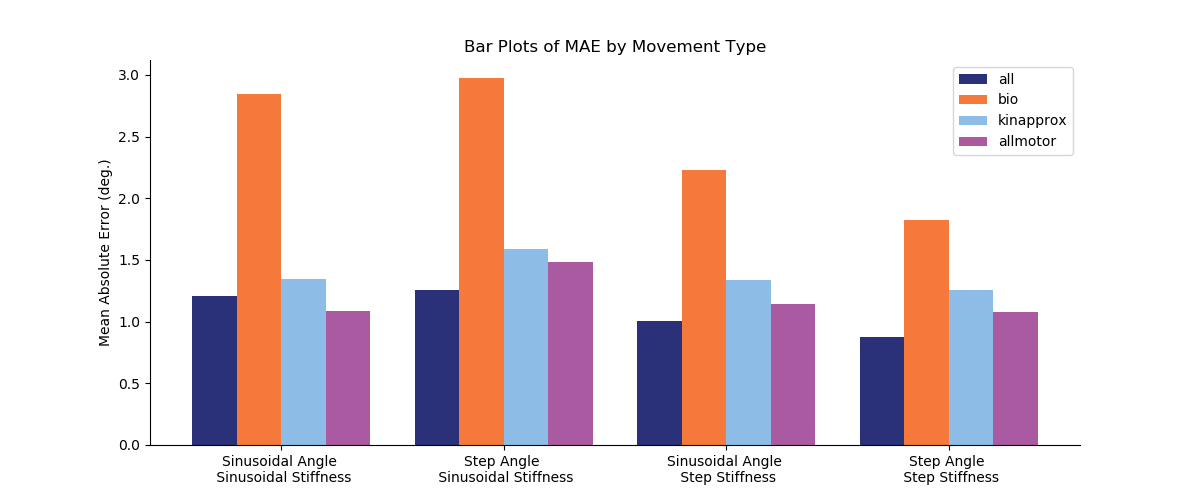 Bar Plots of MAE by Movement Type
all
bio
kinapprox
allmotor
Mean Absolute Error (deg.)
3.0
2.5
2.0
1.5
1.0
0.5
0.0
Sinusoidal Angle
Sinusoidal Stiffness
Step Angle
Sinusoidal Stiffness
Sinusoidal Angle
Step Stiffness
Step Angle
Step Stiffness